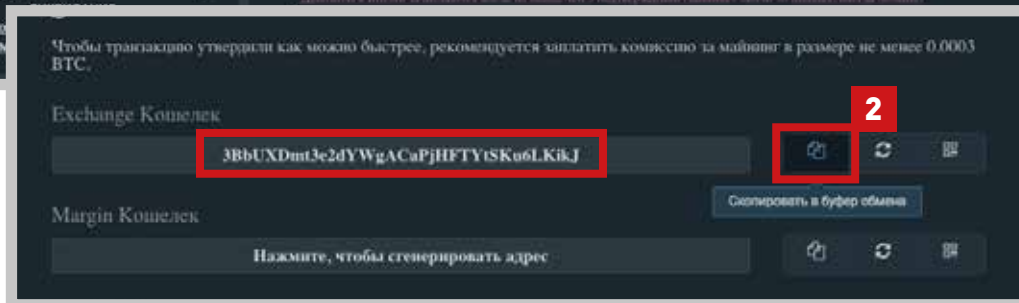 Чтобы транзакцию утвердили как можно быстрее, рекомендуется заплатить комиссию за майнинг в размере не менее 0.0003
BTC.
Exchange Кошелек
2
3BbUXDmt3e2dYWgACaPjHFTYtSKu6LKikJ
Скопировать в буфер обмена
Margin Кошелек
Нажмите, чтобы сгенерировать адрес